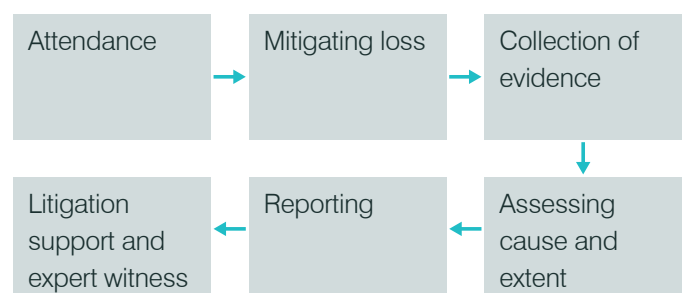 Attendance
Mitigating loss
Collection of
evidence
Assessing
cause and
extent
Reporting
Litigation
support and
expert witness